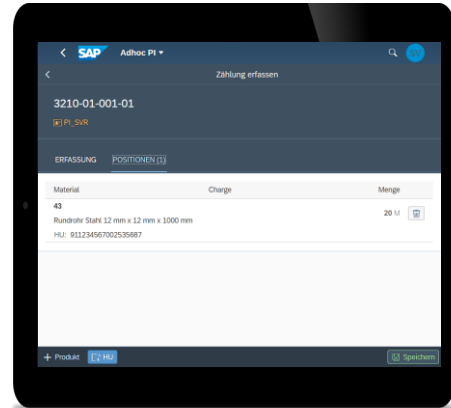 SAP Adhoc PI
Zählung erfassen
3210-01-001-01
PI_SVR
ERFASSUNG POSITIONEN (1)
Material Charge Menge
43
20 M
Rundrohr Stahl 12 mm x 12 mm x 1000 mm
HU: 911234567002535687
+ Produkt HU Speichern